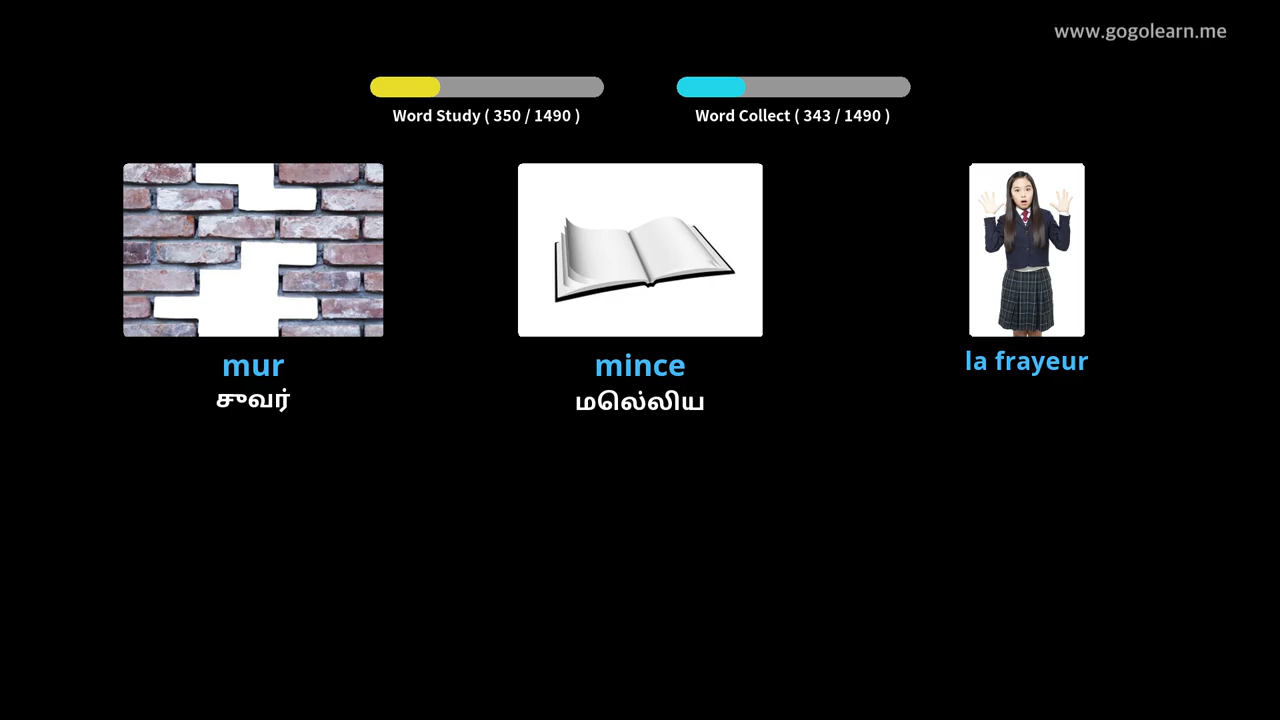 www.gogolearn.me
Word Study ( 350 / 1490 )
Word Collect ( 343 / 1490 )
mur
சுவர்
mince
மெல்லிய
la frayeur